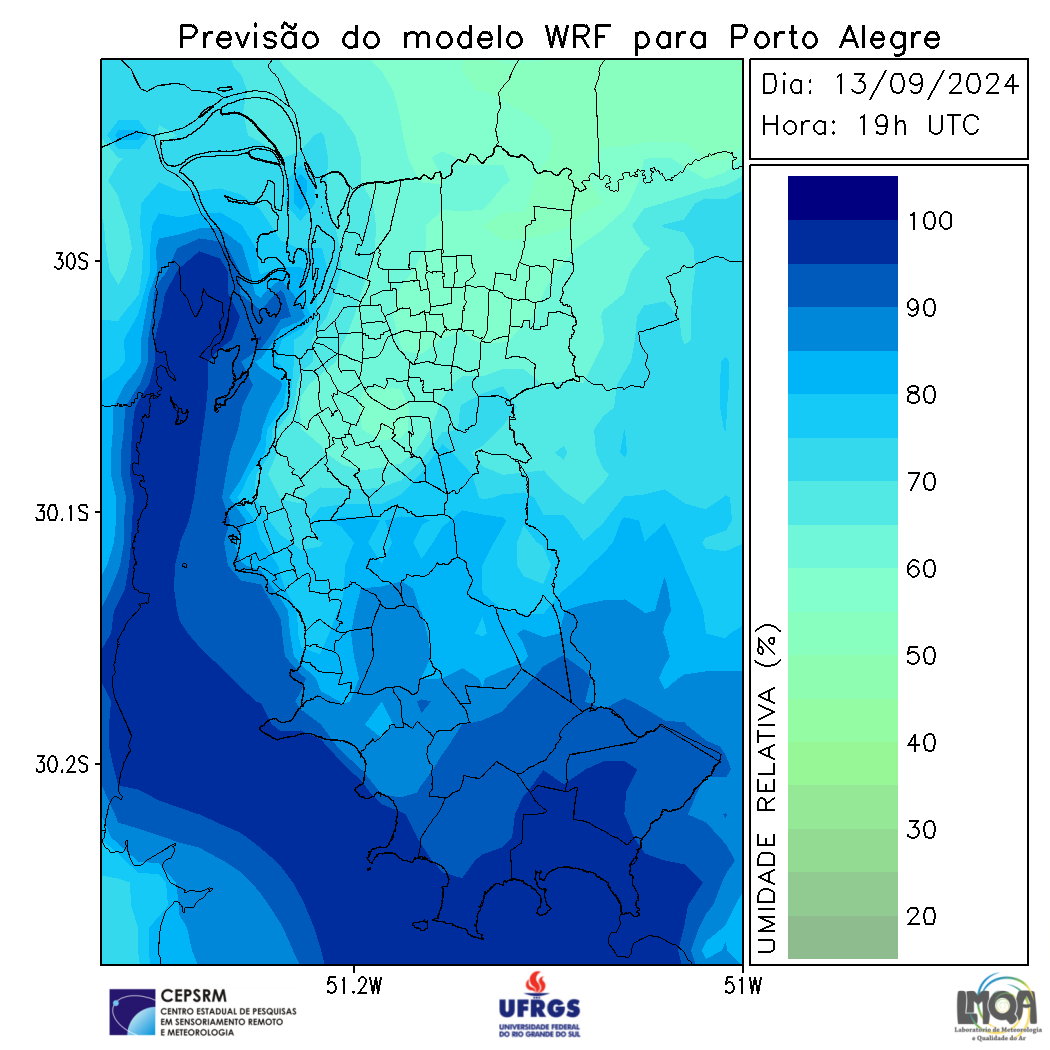 Previsão do modelo WRF para Porto Alegre
Dia: 13/09/2024
Hora: 19h UTC
30S
30.1S
30.2S
51.2W
51W
100
90
80
70
60
50
40
30
20
UMIDADE RELATIVA (%)
CEPSRM
CENTRO ESTADUAL DE PESQUISAS
EM SENSORIAMENTO REMOTO
E METEOROLOGIA
UFRGS
UNIVERSIDADE FEDERAL
DO RIO GRANDE DO SUL
LMQA
Laboratório de Meteorologia
e Qualidade do Ar